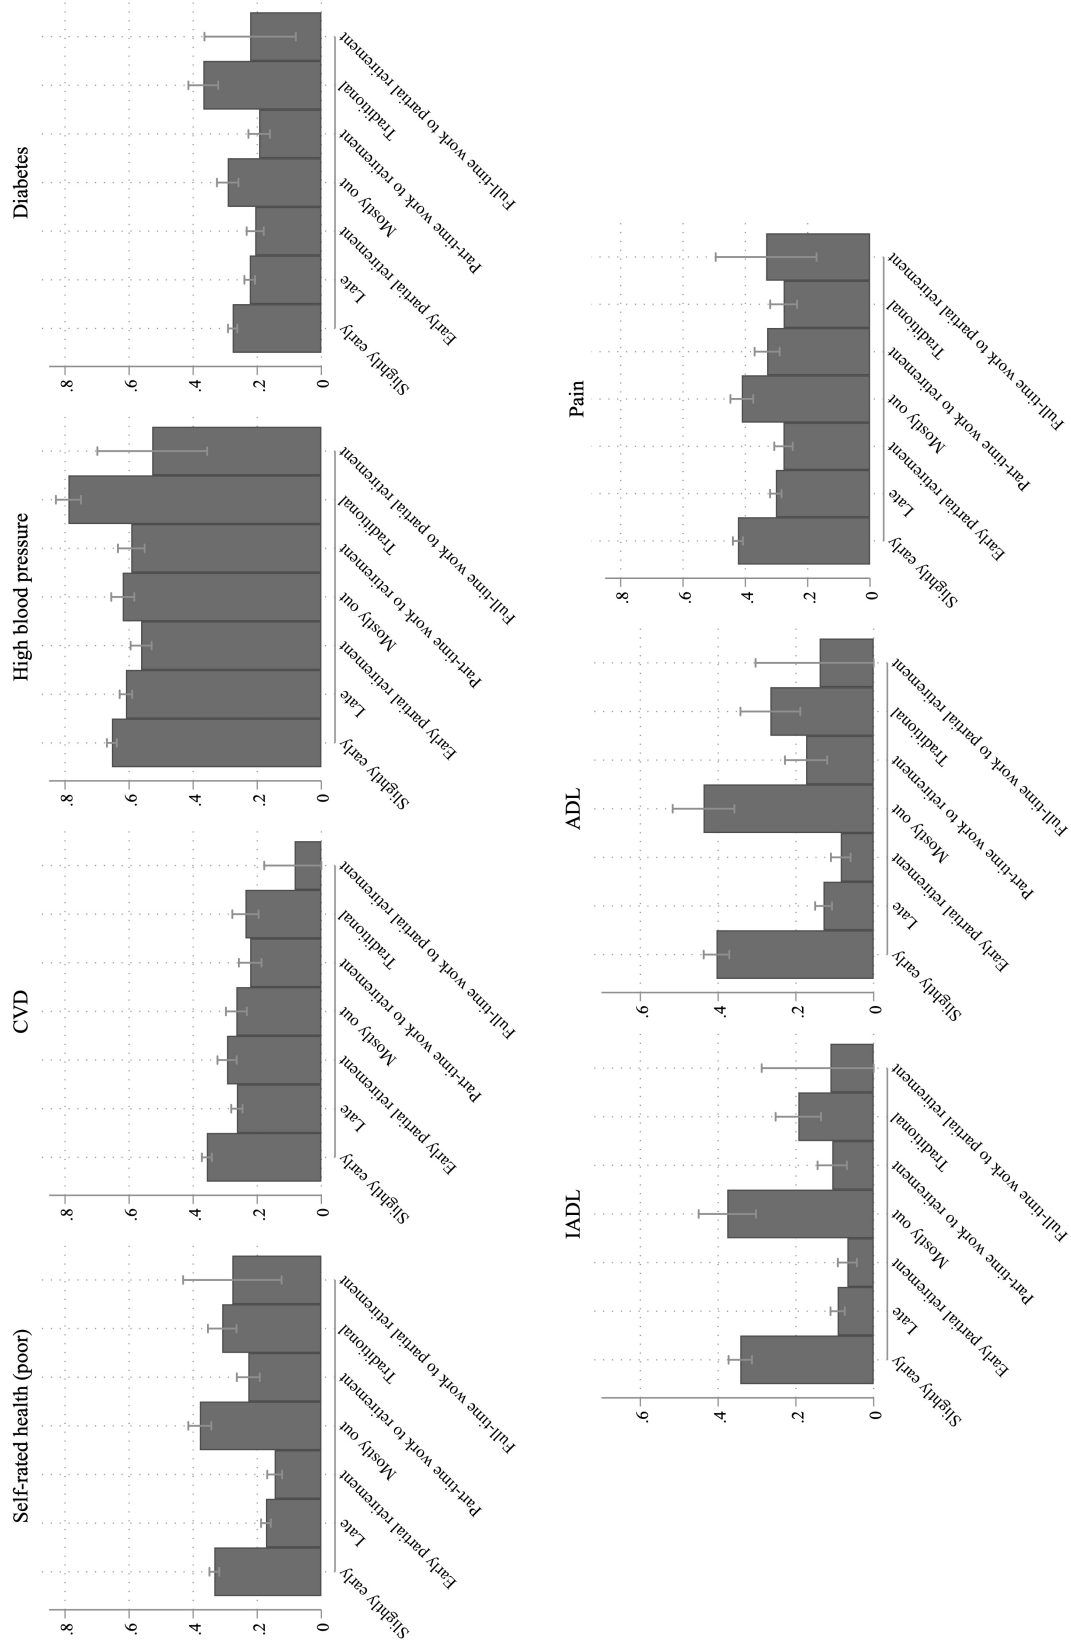 Self-rated health (poor)
.8
.6
.4
.2
0
Slightly early
Late
Early partial retirement
Mostly out
Part-time work to retirement
Traditional
Full-time work to partial retirement
CVD
.8
.6
.4
.2
0
Slightly early
Late
Early partial retirement
Mostly out
Part-time work to retirement
Traditional
Full-time work to partial retirement
High blood pressure
.8
.6
.4
.2
0
Slightly early
Late
Early partial retirement
Mostly out
Part-time work to retirement
Traditional
Full-time work to partial retirement
Diabetes
.8
.6
.4
.2
0
Slightly early
Late
Early partial retirement
Mostly out
Part-time work to retirement
Traditional
Full-time work to partial retirement
IADL
.6
.4
.2
0
Slightly early
Late
Early partial retirement
Mostly out
Part-time work to retirement
Traditional
Full-time work to partial retirement
ADL
.6
.4
.2
0
Slightly early
Late
Early partial retirement
Mostly out
Part-time work to retirement
Traditional
Full-time work to partial retirement
Pain
.8
.6
.4
.2
0
Slightly early
Late
Early partial retirement
Mostly out
Part-time work to retirement
Traditional
Full-time work to partial retirement